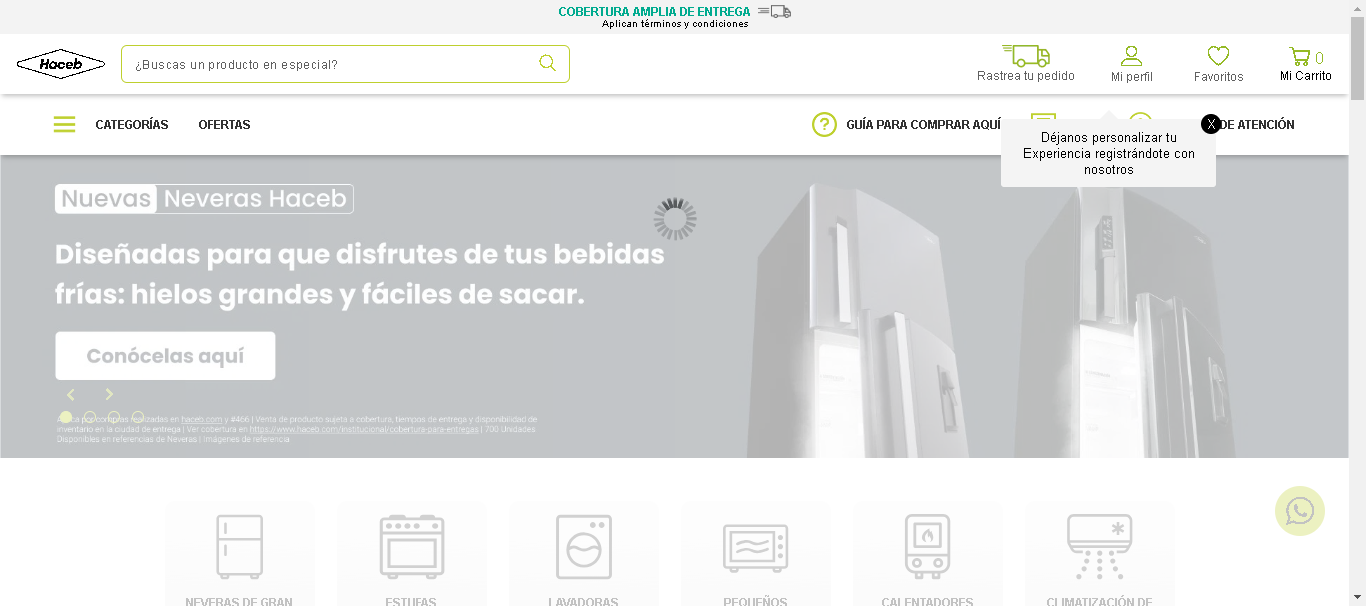 COBERTURA AMPLIA DE ENTREGA
Aplican términos y condiciones
Haceb
¿Buscas un producto en especial?
Rastrea tu pedido
Mi perfil
Favoritos
0
Mi Carrito
CATEGORÍAS
OFERTAS
?
GUÍA PARA COMPRAR AQUÍ
X
DE ATENCIÓN
Déjanos personalizar tu
Experiencia registrándote con
nosotros
Nuevas Neveras Haceb
Diseñadas para que disfrutes de tus bebidas
frías: hielos grandes y fáciles de sacar.
Conócelas aquí
por compras realizadas en haceb.com y #466 | Venta de producto sujeta a cobertura, tiempos de entrega y disponibilidad de
inventario en la ciudad de entrega | Ver cobertura en https://www.haceb.com/institucional/cobertura-para-entregas | 700 Unidades
Disponibles en referencias de Neveras | Imágenes de referencia
NEVERAS DE GRAN
ESTUFAS
LAVADORAS
PEQUEÑOS
CALENTADORES
CLIMATIZACIÓN DE